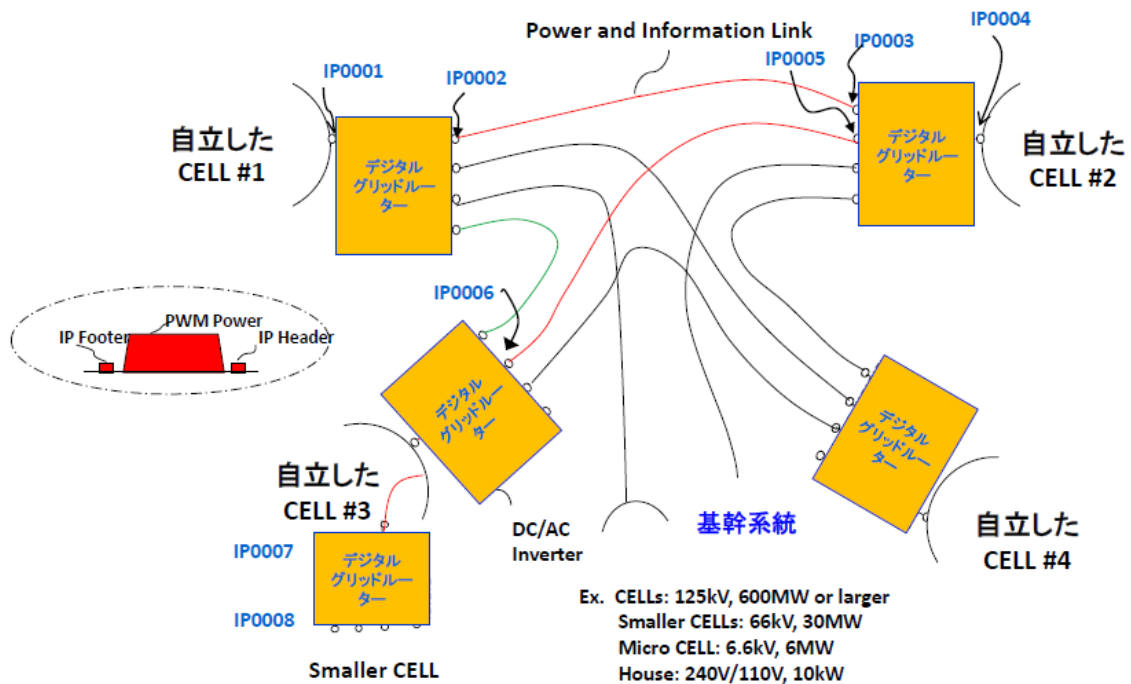 Power and Information Link
IP0004
IP0003
IP0005
IP0001
IP0002
自立した
CELL #1
デジタル
グリッドルー
ター
デジタル
グリッドルー
ター
自立した
CELL #2
IP0006
PWM Power
IP Footer
IP Header
デジタル
グリッドルー
ター
デジタル
グリッドルー
ター
自立した
CELL #3
DC/AC
Inverter
基幹系統
自立した
CELL #4
IP0007
デジタル
グリッドルー
ター
IP0008
Smaller CELL
Ex. CELLs: 125kV, 600MW or larger
Smaller CELLs: 66kV, 30MW
Micro CELL: 6.6kV, 6MW
House: 240V/110V, 10kW